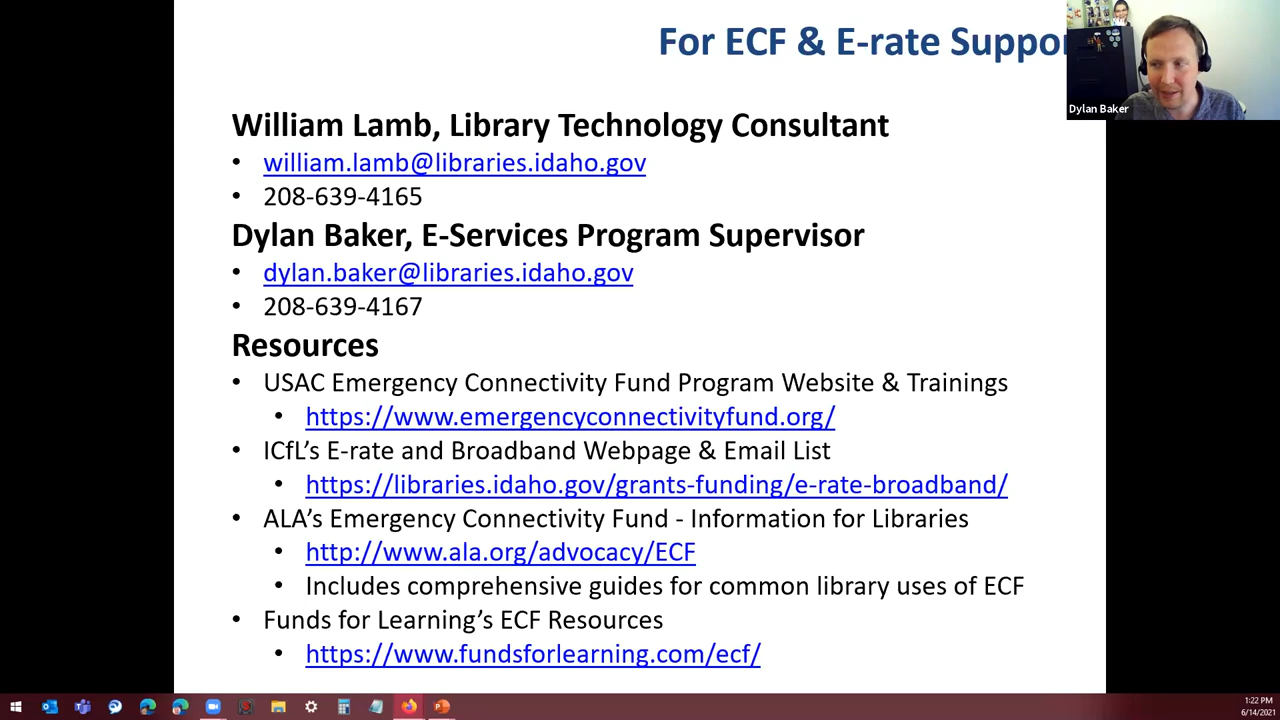 For ECF & E-rate Suppo
Dylan Baker
William Lamb, Library Technology Consultant
• william.lamb@libraries.idaho.gov
• 208-639-4165
Dylan Baker, E-Services Program Supervisor
• dylan.baker@libraries.idaho.gov
• 208-639-4167
Resources
• USAC Emergency Connectivity Fund Program Website & Trainings
• https://www.emergencyconnectivityfund.org/
• ICfL’s E-rate and Broadband Webpage & Email List
• https://libraries.idaho.gov/grants-funding/e-rate-broadband/
• ALA’s Emergency Connectivity Fund - Information for Libraries
• http://www.ala.org/advocacy/ECF
• Includes comprehensive guides for common library uses of ECF
• Funds for Learning’s ECF Resources
• https://www.fundsforlearning.com/ecf/
1:22 PM
6/14/2021